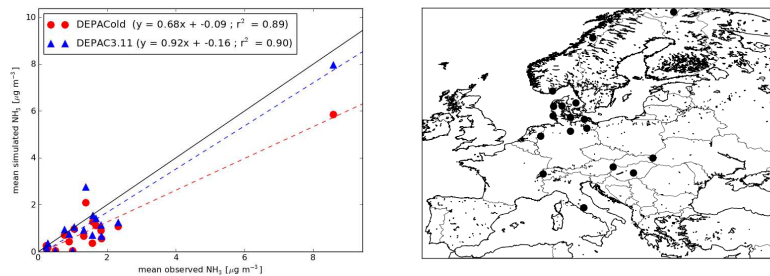 DEPACold (y = 0.68x + -0.09 ; r² = 0.89)
DEPAC3.11 (y = 0.92x + -0.16 ; r² = 0.90)
mean simulated NH₃ [μg m⁻³]
10
8
6
4
2
0
0 2 4 6 8
mean observed NH₃ [μg m⁻³]